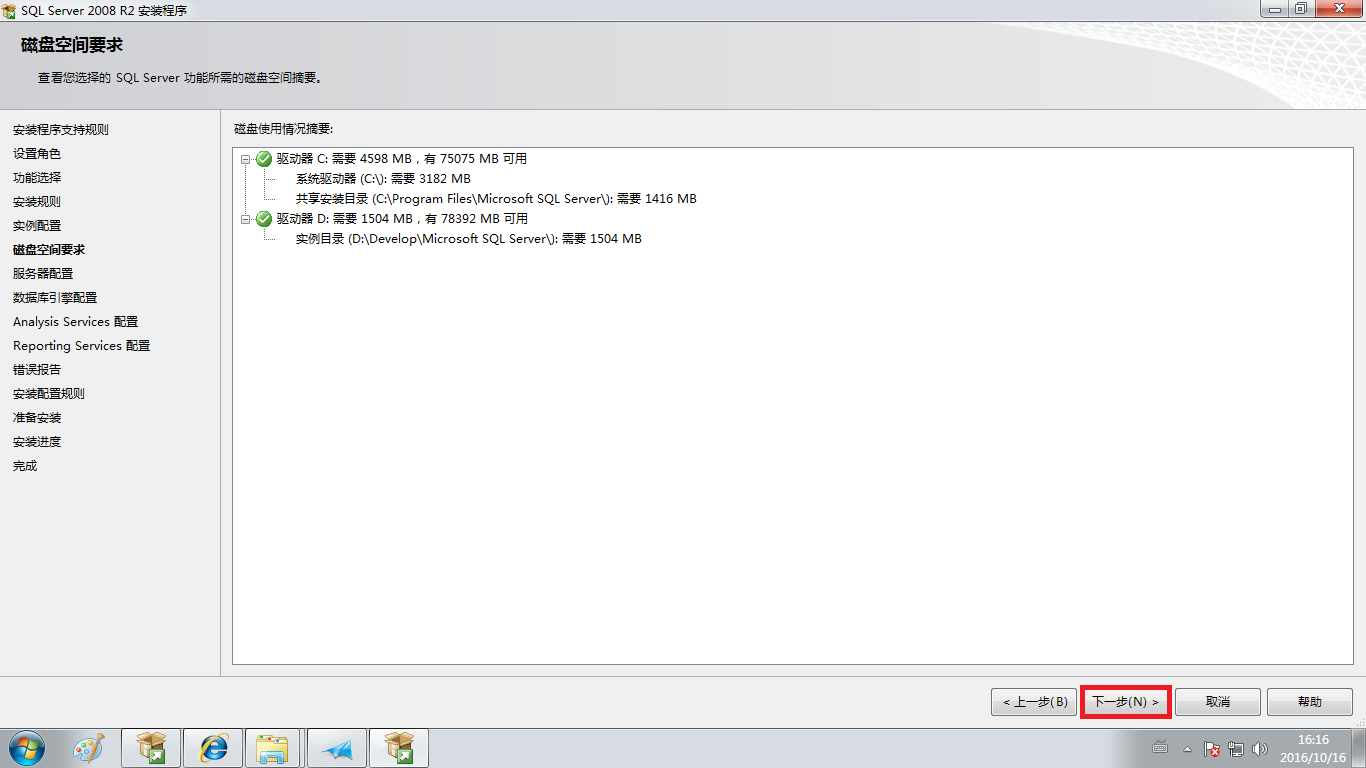 SQL Server 2008 R2 安装程序
磁盘空间要求
查看您选择的 SQL Server 功能所需的磁盘空间摘要。
安装程序支持规则
设置角色
功能选择
安装规则
实例配置
磁盘空间要求
服务器配置
数据库引擎配置
Analysis Services 配置
Reporting Services 配置
错误报告
安装配置规则
准备安装
安装进度
完成
磁盘使用情况摘要:
驱动器 C: 需要 4598 MB，有 75075 MB 可用
系统驱动器 (C:\): 需要 3182 MB
共享安装目录 (C:\Program Files\Microsoft SQL Server\): 需要 1416 MB
驱动器 D: 需要 1504 MB，有 78392 MB 可用
实例目录 (D:\Develop\Microsoft SQL Server\): 需要 1504 MB
< 上一步(B) 下一步(N) > 取消 帮助
16:16
2016/10/16